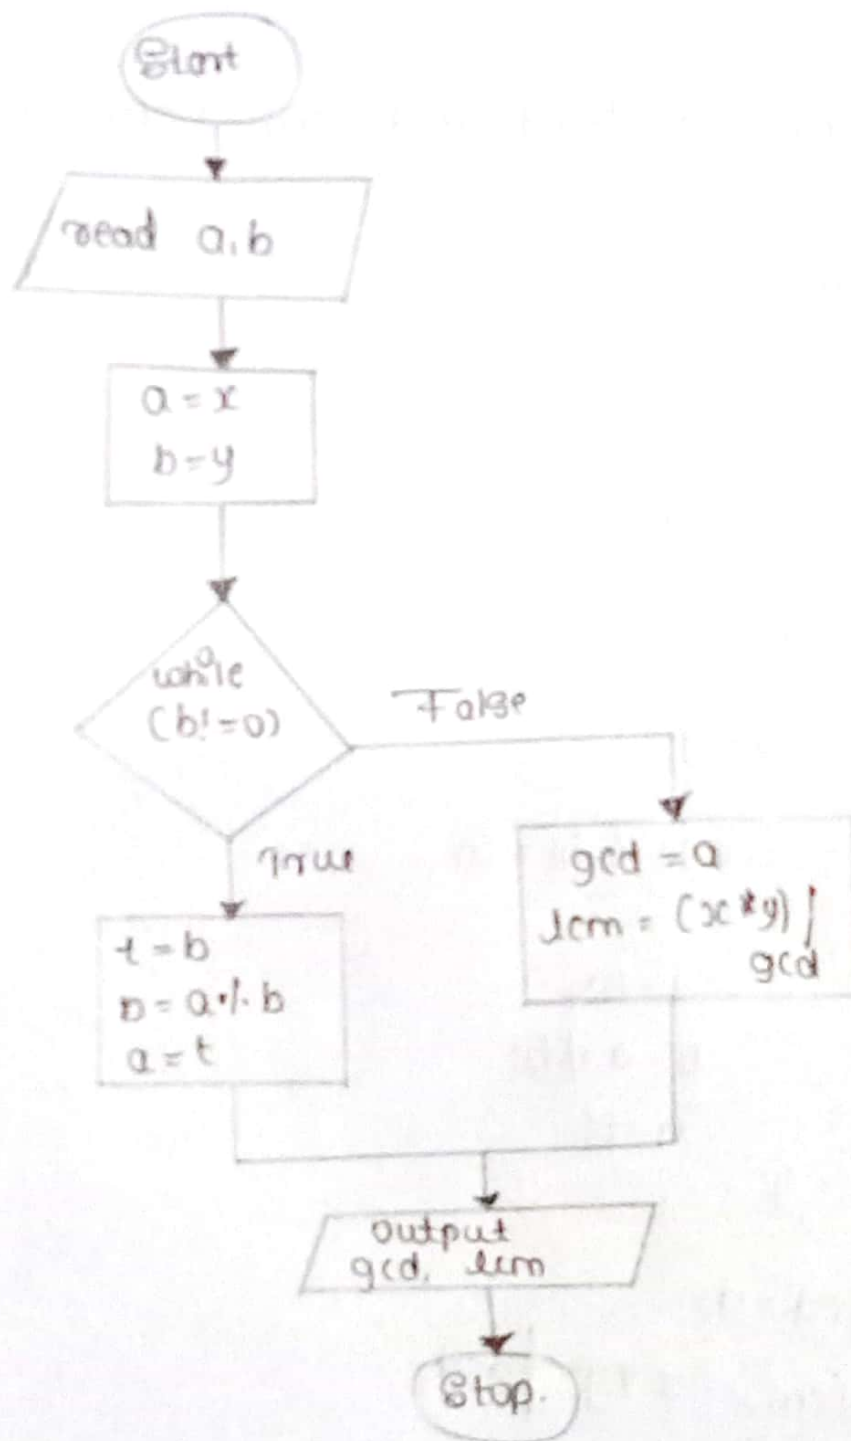 Start
read a, b
a = x
b = y
while
(b! = 0)
False
True
t = b
b = a % b
a = t
gcd = a
lcm = (x * y) /
gcd
output
gcd, lcm
Stop.